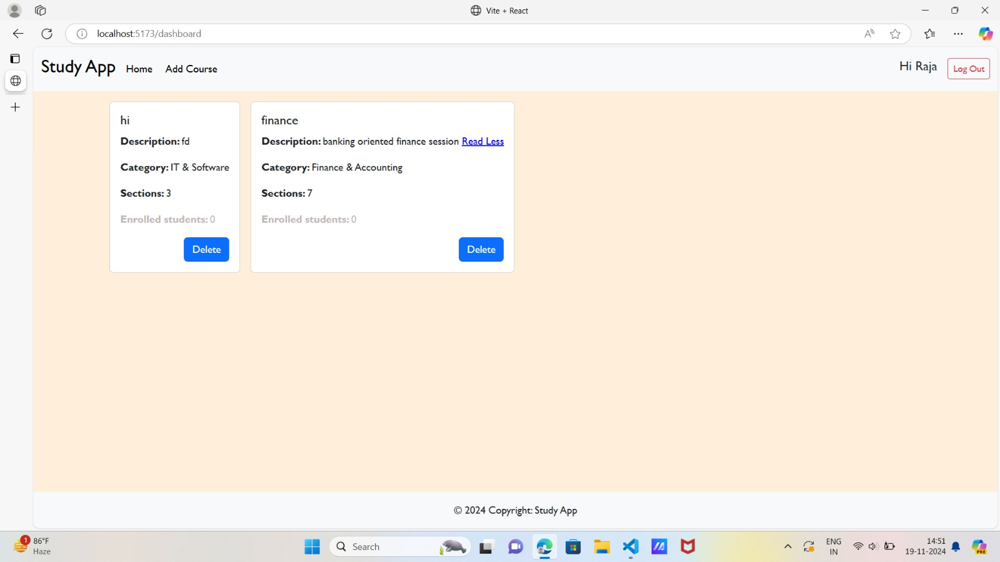 Vite + React
localhost:5173/dashboard
Study App Home Add Course Hi Raja Log Out
hi
Description: fd
Category: IT & Software
Sections: 3
Enrolled students: 0
Delete
finance
Description: banking oriented finance session Read Less
Category: Finance & Accounting
Sections: 7
Enrolled students: 0
Delete
© 2024 Copyright: Study App
1
86°F
Haze
Search
ENG
IN
14:51
19-11-2024
PRE